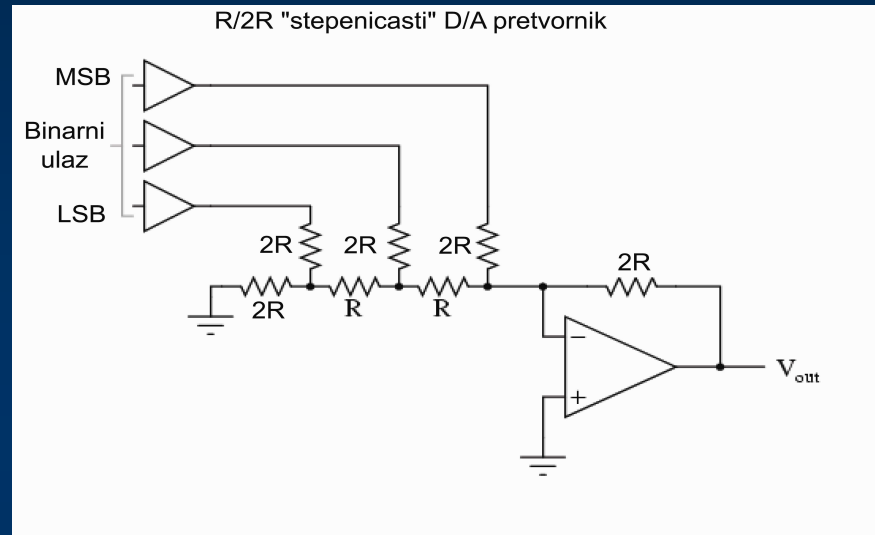 R/2R "stepenicasti" D/A pretvornik
MSB
Binarni
ulaz
LSB
2R
2R
2R
2R
2R
R
R
−
+
Vout